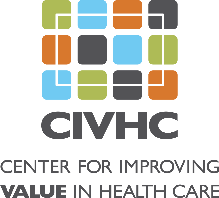 CIVHC
CENTER FOR IMPROVING
VALUE IN HEALTH CARE